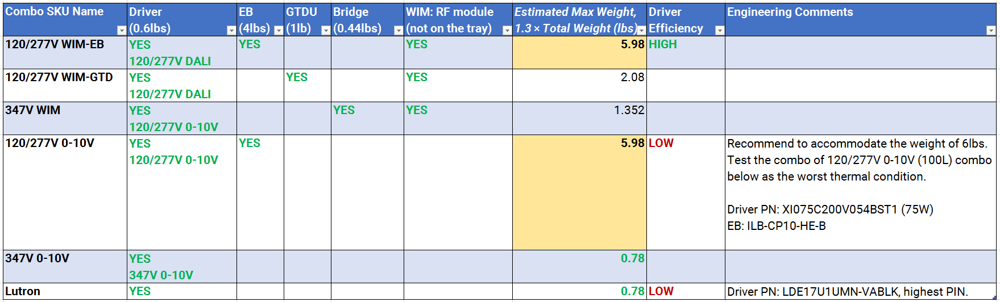 Combo SKU Name
Driver
(0.6lbs)
EB
(4lbs)
GTDU
(1lb)
Bridge
(0.44lbs)
WIM: RF module
(not on the tray)
Estimated Max Weight,
1.3 × Total Weight (lbs)
Driver
Efficiency
Engineering Comments
120/277V WIM-EB
YES
120/277V DALI
YES
YES
5.98
HIGH
120/277V WIM-GTD
YES
120/277V DALI
YES
YES
2.08
347V WIM
YES
120/277V 0-10V
YES
YES
1.352
120/277V 0-10V
YES
120/277V 0-10V
YES
5.98
LOW
Recommend to accommodate the weight of 6lbs.
Test the combo of 120/277V 0-10V (100L) combo
below as the worst thermal condition.
Driver PN: XI075C200V054BST1 (75W)
EB: ILB-CP10-HE-B
347V 0-10V
YES
347V 0-10V
0.78
Lutron
YES
0.78
LOW
Driver PN: LDE17U1UMN-VABLK, highest PIN.